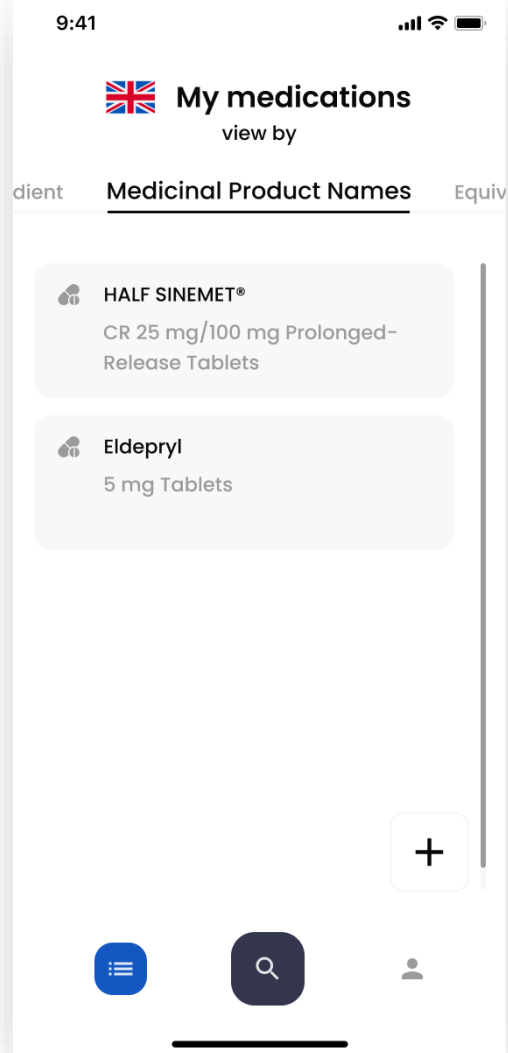 9:41
My medications
view by
dient
Medicinal Product Names
Equiv
HALF SINEMET®
CR 25 mg/100 mg Prolonged-
Release Tablets
Eldepryl
5 mg Tablets